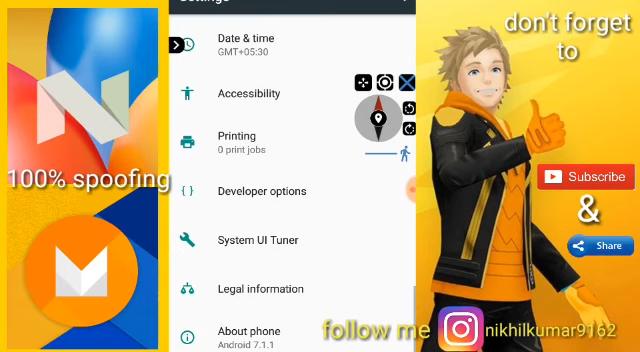 100% spoofing
Date & time
GMT+05:30
Accessibility
Printing
0 print jobs
{ } Developer options
System UI Tuner
Legal information
About phone
Android 7.1.1
don't forget
to
Subscribe
&
Share
follow me
nikhilkumar9162